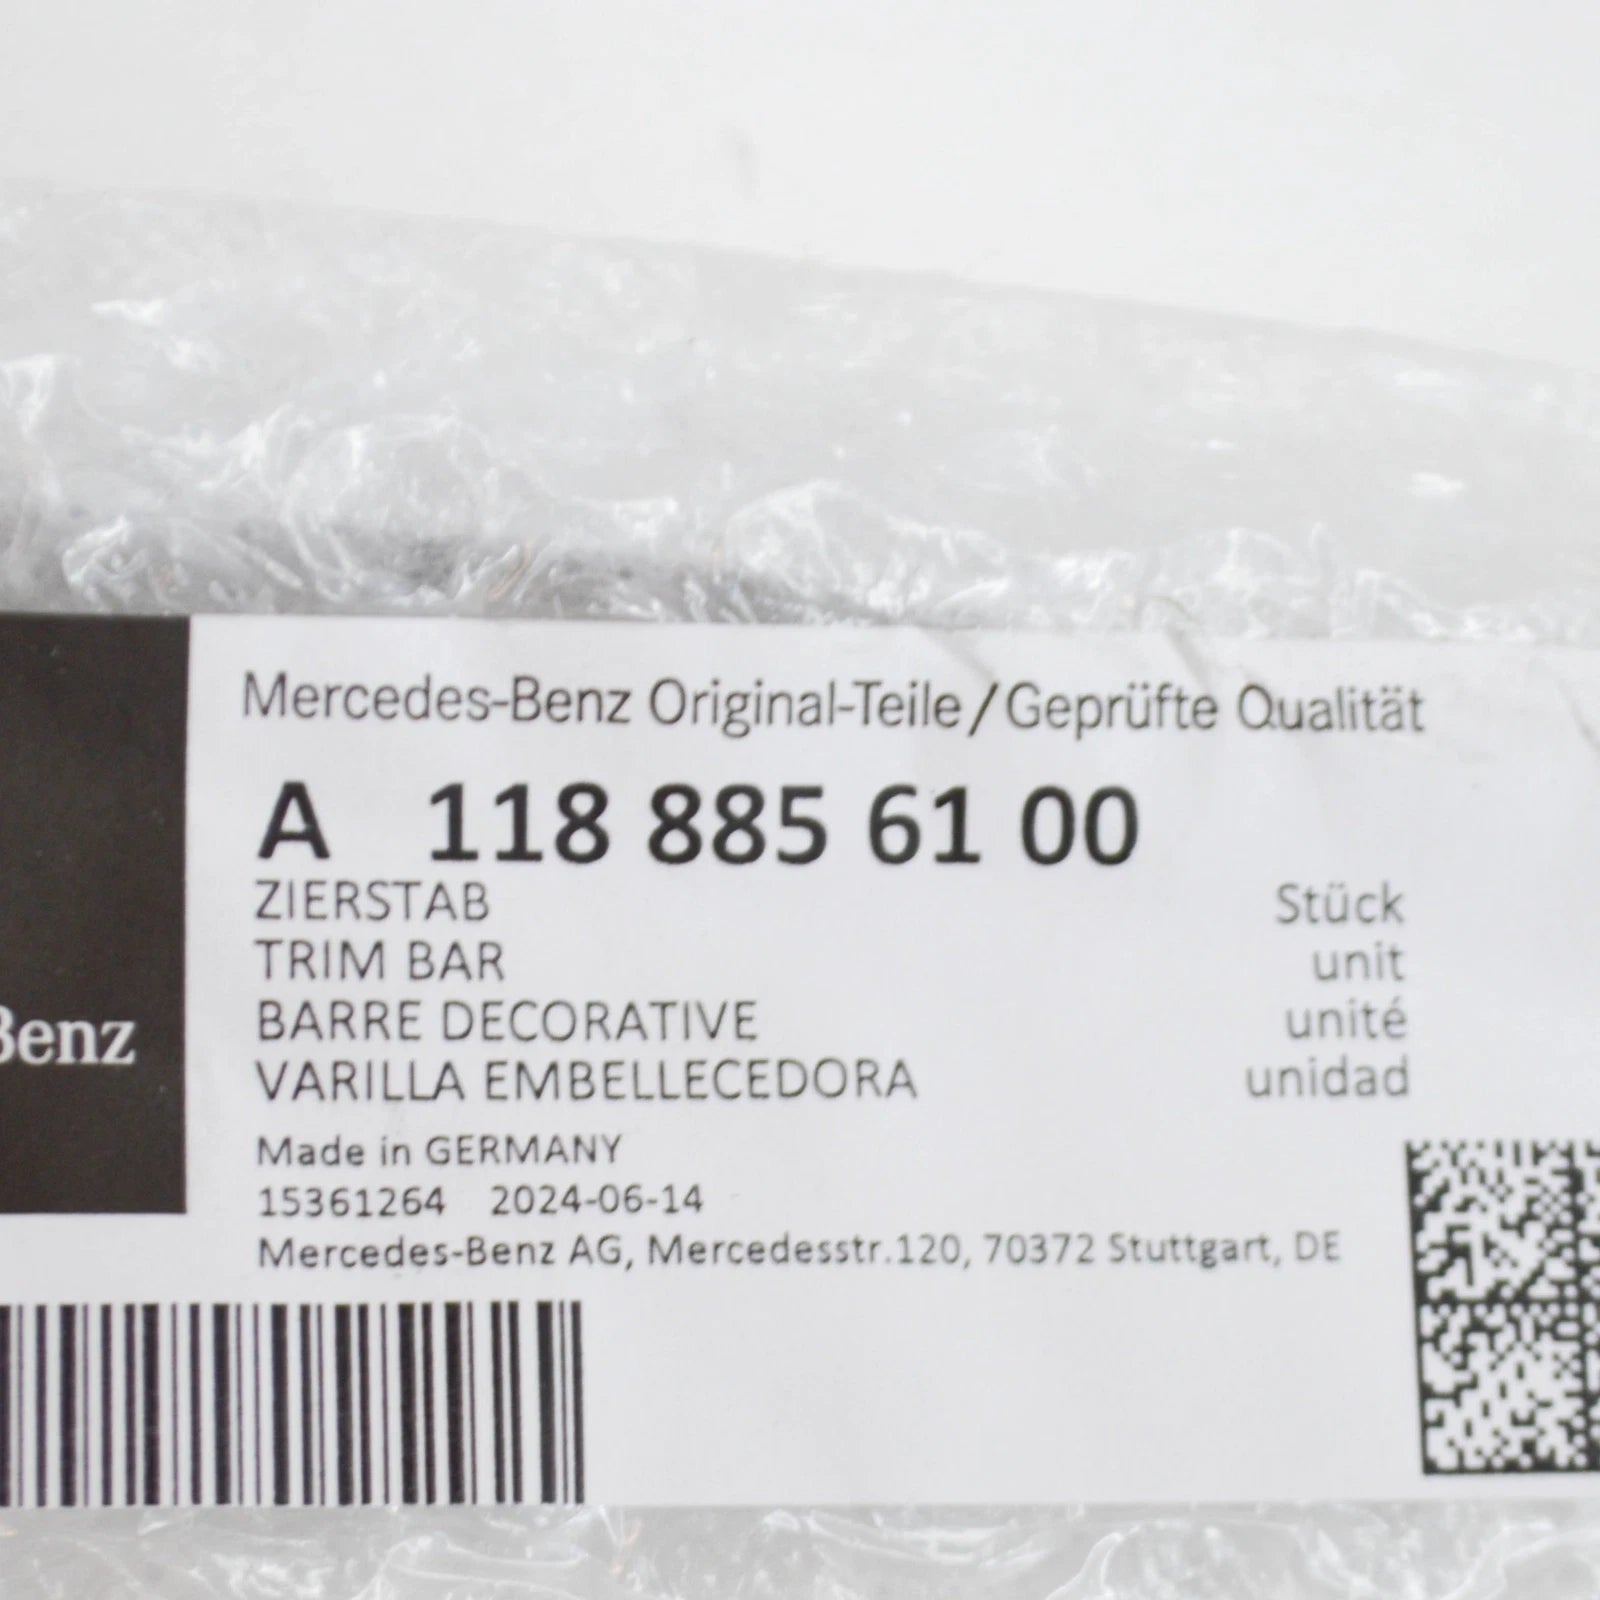 Mercedes-Benz Original-Teile/Geprüfte Qualität
A 118 885 61 00
ZIERSTAB Stück
TRIM BAR unit
BARRE DECORATIVE unité
VARILLA EMBELLECEDORA unidad
Benz
Made in GERMANY
15361264 2024-06-14
Mercedes-Benz AG, Mercedesstr.120, 70372 Stuttgart, DE